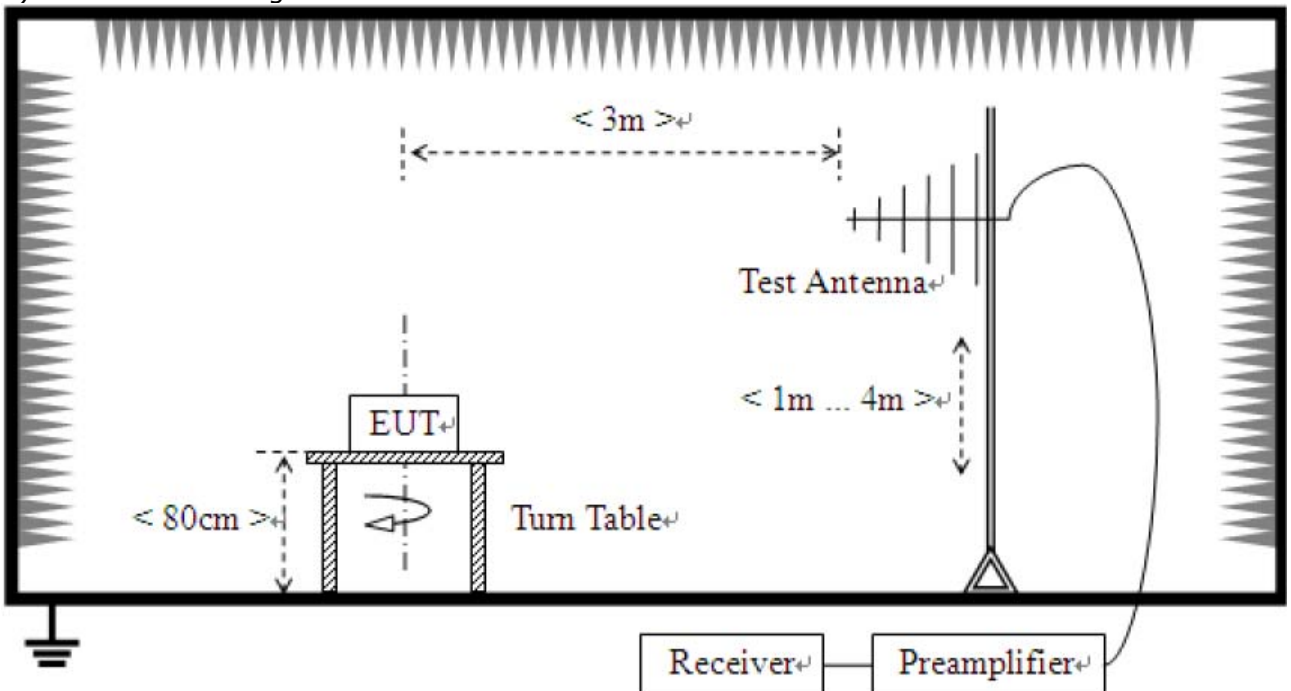 < 3m >↵
Test Antenna↵
< 1m ... 4m >↵
EUT↵
< 80cm >↵
Turn Table↵
Receiver↵
Preamplifier↵